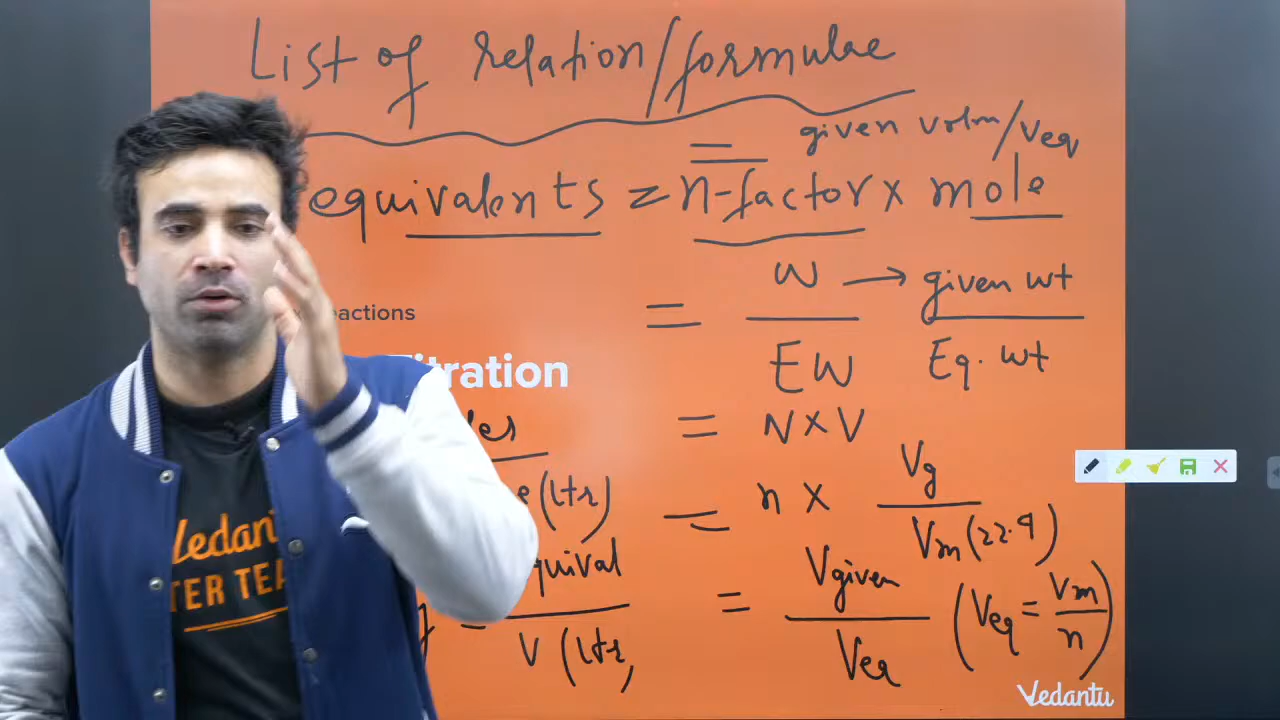 List of relation/formulae
= given volm/Veq
equivalents = n-factor x mole
= W → given wt
EW Eq. wt
actions
Titration
= N x V
= n x Vg
Vm (22.4)
(ltr)
quival
V (ltr,
= Vgiven (Veq = Vm
Veq n)
Vedantu
TER TEA
Vedantu